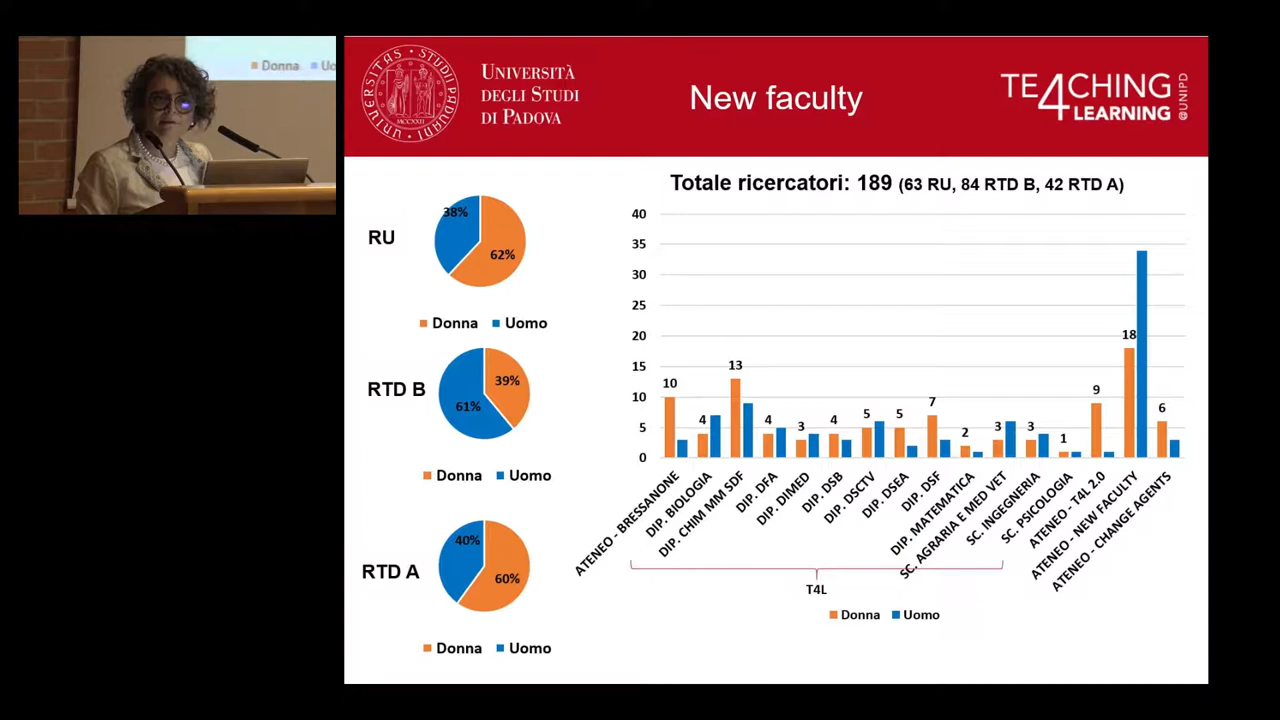 Donna
UNIVERSITÀ
DEGLI STUDI
DI PADOVA
New faculty
TE4CHING
LEARNING
@UNIPD
Totale ricercatori: 189 (63 RU, 84 RTD B, 42 RTD A)
RU
38%
62%
Donna Uomo
RTD B
39%
61%
Donna Uomo
RTD A
40%
60%
Donna Uomo
40
35
30
25
20
15
10
5
0
10
4
13
4
3
4
5
5
7
2
3
3
1
9
18
6
ATENEO - BRESSANONE
DIP. BIOLOGIA
DIP. CHIM MM SDF
DIP. DFA
DIP. DIMED
DIP. DSB
DIP. DSCTV
DIP. DSEA
DIP. DSF
DIP. MATEMATICA
SC. AGRARIA E MED VET
SC. INGEGNERIA
SC. PSICOLOGIA
ATENEO - T4L 2.0
ATENEO - NEW FACULTY
ATENEO - CHANGE AGENTS
T4L
Donna Uomo